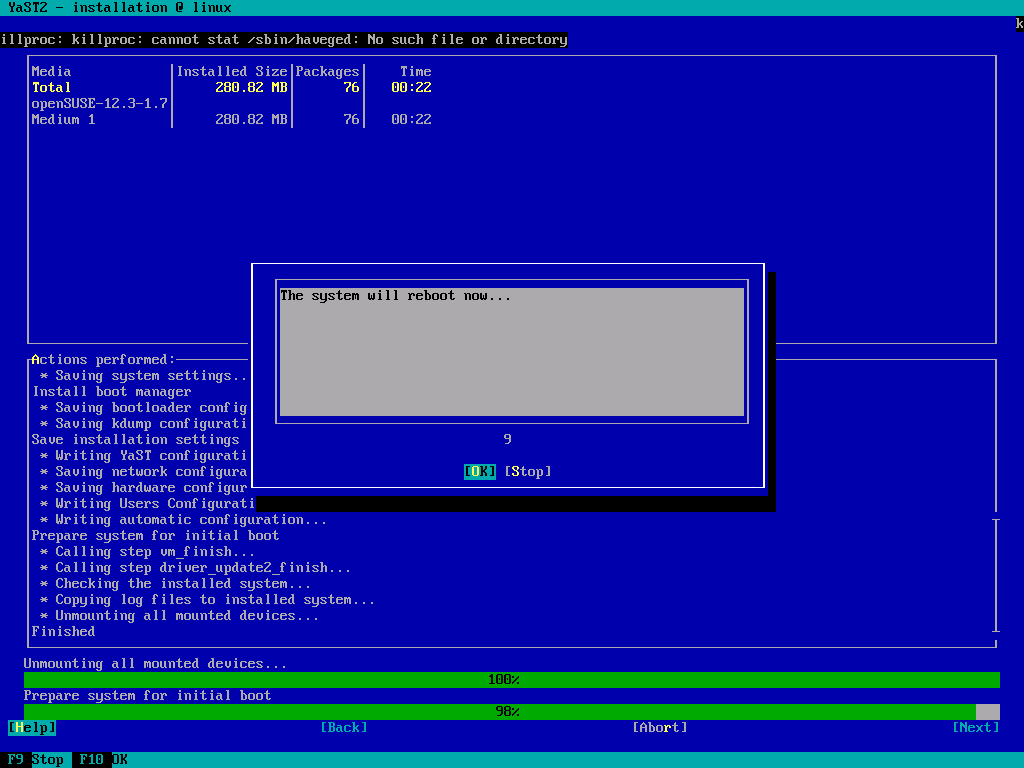 YaST2 - installation @ linux
k
illproc: killproc: cannot stat /sbin/haveged: No such file or directory
Media |Installed Size|Packages| Time
Total 280.82 MB 76 00:22
openSUSE-12.3-1.7
Medium 1 280.82 MB 76 00:22
The system will reboot now...
9
[OK] [Stop]
Actions performed:
* Saving system settings..
Install boot manager
* Saving bootloader config
* Saving kdump configurati
Save installation settings
* Writing YaST configurati
* Saving network configura
* Saving hardware configur
* Writing Users Configurati
* Writing automatic configuration...
Prepare system for initial boot
* Calling step vm_finish...
* Calling step driver_update2_finish...
* Checking the installed system...
* Copying log files to installed system...
* Unmounting all mounted devices...
Finished
Unmounting all mounted devices...
100%
Prepare system for initial boot
98%
[Help] [Back] [Abort] [Next]
F9 Stop F10 OK